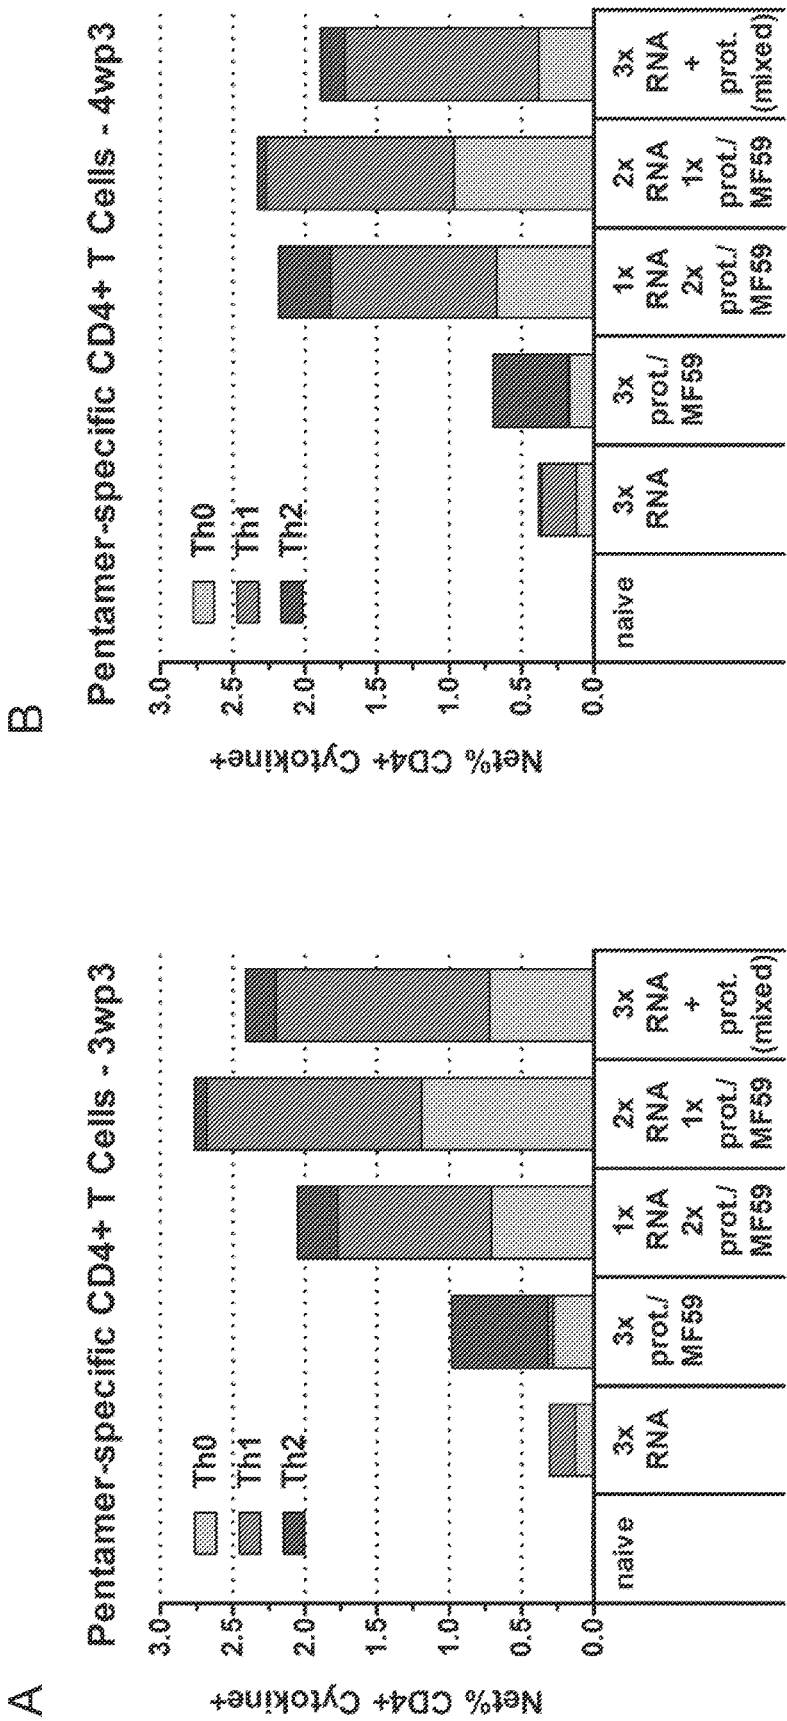 A
Pentamer-specific CD4+ T Cells - 3wp3
Net% CD4+ Cytokine+
3.0
2.5
2.0
1.5
1.0
0.5
0.0
Th0
Th1
Th2
naive
3x
RNA
3x
prot./
MF59
1x
RNA
2x
prot./
MF59
2x
RNA
1x
prot./
MF59
3x
RNA
+
prot.
(mixed)
B
Pentamer-specific CD4+ T Cells - 4wp3
Net% CD4+ Cytokine+
3.0
2.5
2.0
1.5
1.0
0.5
0.0
Th0
Th1
Th2
naive
3x
RNA
3x
prot./
MF59
1x
RNA
2x
prot./
MF59
2x
RNA
1x
prot./
MF59
3x
RNA
+
prot.
(mixed)